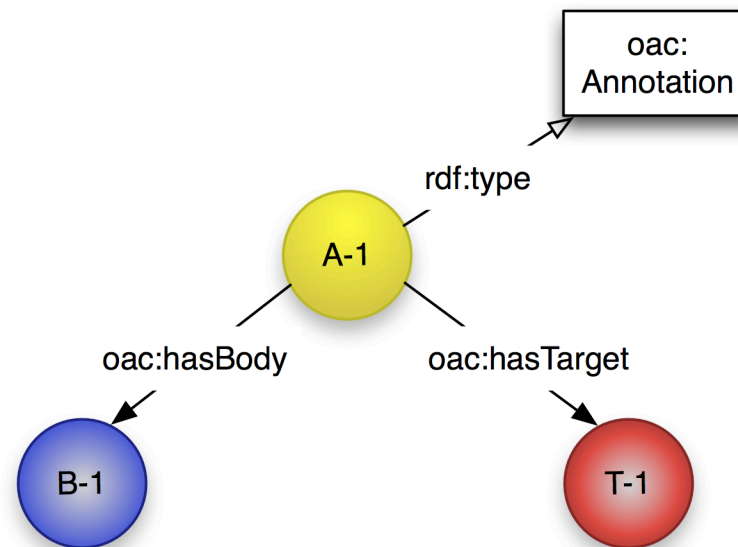 oac:
Annotation
rdf:type
A-1
oac:hasBody
oac:hasTarget
B-1
T-1